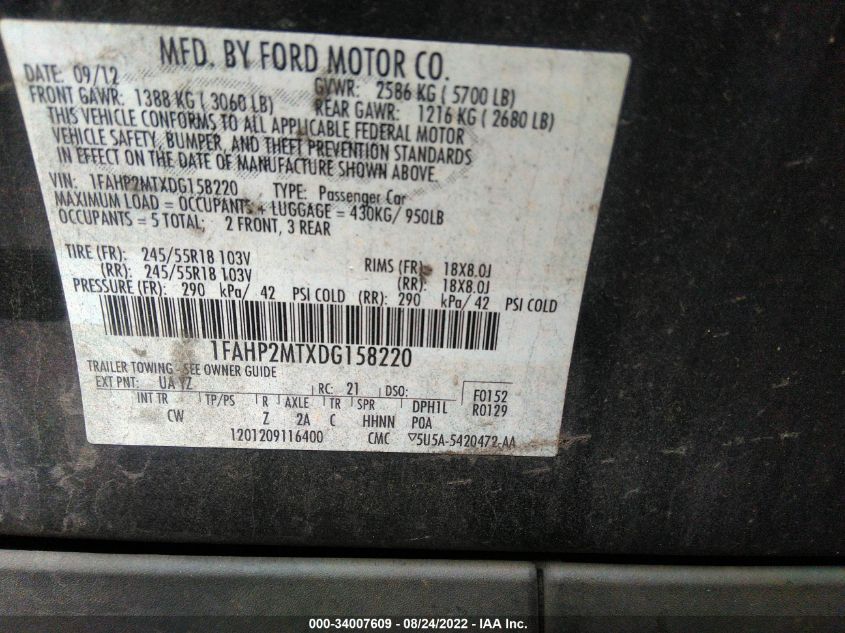 MFD. BY FORD MOTOR CO.
DATE: 09/12 GVWR: 2586 KG ( 5700 LB)
FRONT GAWR: 1388 KG ( 3060 LB) REAR GAWR: 1216 KG ( 2680 LB)
THIS VEHICLE CONFORMS TO ALL APPLICABLE FEDERAL MOTOR
VEHICLE SAFETY, BUMPER, AND THEFT PREVENTION STANDARDS
IN EFFECT ON THE DATE OF MANUFACTURE SHOWN ABOVE.
VIN: 1FAHP2MTXDG158220 TYPE: Passenger Car
MAXIMUM LOAD = OCCUPANTS + LUGGAGE = 430KG/ 950LB
OCCUPANTS = 5 TOTAL; 2 FRONT, 3 REAR
TIRE (FR): 245/55R18 103V RIMS (FR): 18X8.0J
(RR): 245/55R18 103V (RR): 18X8.0J
PRESSURE (FR): 290 kPa/ 42 PSI COLD (RR): 290 kPa/ 42 PSI COLD
1FAHP2MTXDG158220
TRAILER TOWING - SEE OWNER GUIDE
EXT PNT: UA YZ RC: 21 DSO: F0152
INT TR TP/PS R AXLE TR SPR DPH1L R0129
CW Z 2A C HHNN POA
1201209116400 CMC ▽5U5A-5420472-AA
000-34007609 - 08/24/2022 - IAA Inc.